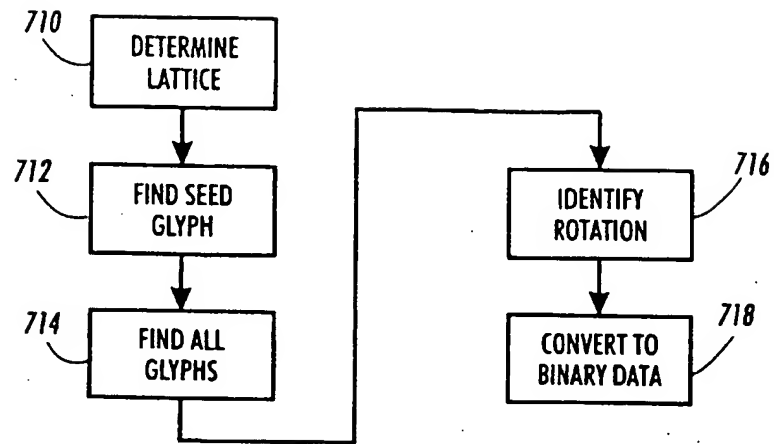 710
DETERMINE
LATTICE
712
FIND SEED
GLYPH
714
FIND ALL
GLYPHS
716
IDENTIFY
ROTATION
718
CONVERT TO
BINARY DATA